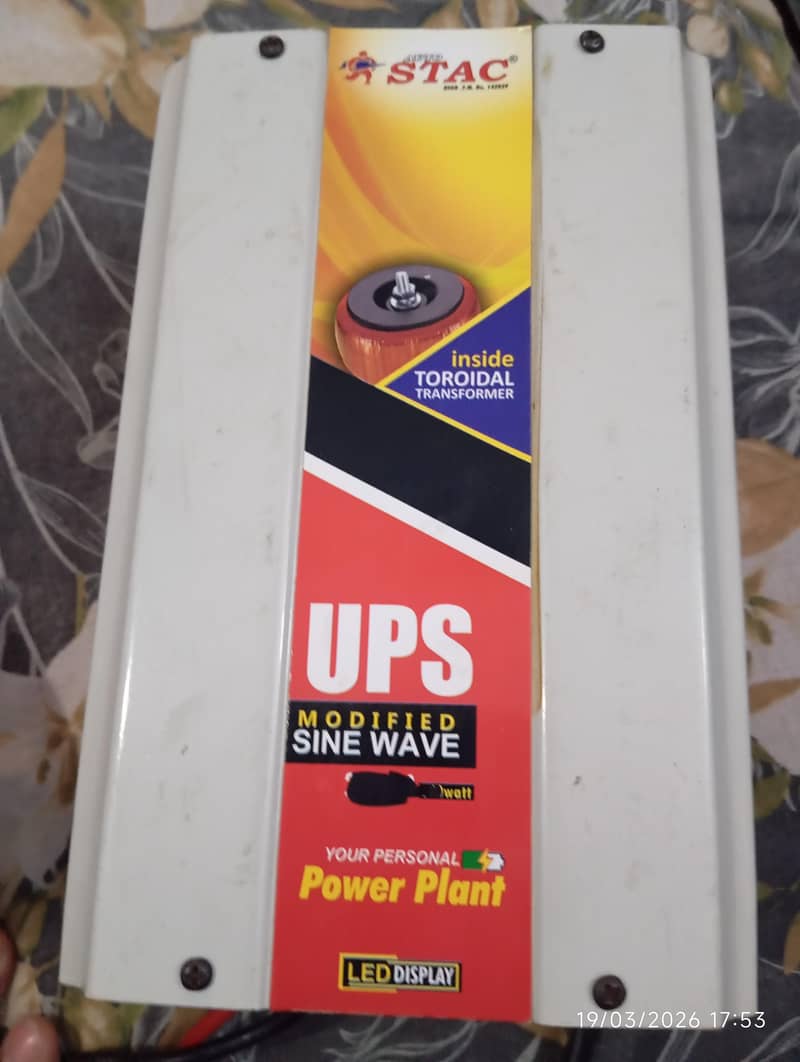 STAC®
inside
TOROIDAL
TRANSFORMER
UPS
MODIFIED
SINE WAVE
watt
YOUR PERSONAL
Power Plant
LED DISPLAY
19/03/2026 17:53